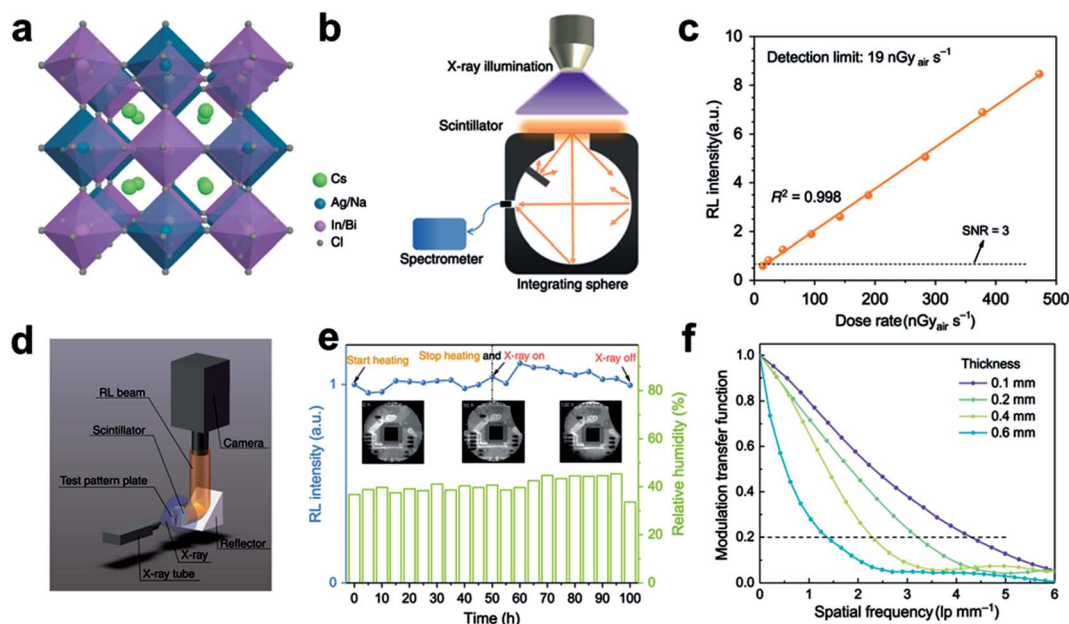 a
Cs
Ag/Na
In/Bi
Cl
b
X-ray illumination
Scintillator
Spectrometer
Integrating sphere
c
Detection limit: 19 nGy air s⁻¹
R² = 0.998
SNR = 3
RL intensity(a.u.)
10
8
6
4
2
0
0 100 200 300 400 500
Dose rate(nGyair s⁻¹)
d
RL beam
Scintillator
Camera
Test pattern plate
Reflector
X-ray
X-ray tube
e
Start heating
Stop heating and X-ray on
X-ray off
0 h
50 h
100 h
RL intensity (a.u.)
1
0
Relative humidity (%)
80
60
40
20
0
0 10 20 30 40 50 60 70 80 90 100
Time (h)
f
Thickness
0.1 mm
0.2 mm
0.4 mm
0.6 mm
Modulation transfer function
1.0
0.8
0.6
0.4
0.2
0.0
0 1 2 3 4 5 6
Spatial frequency(lp mm⁻¹)